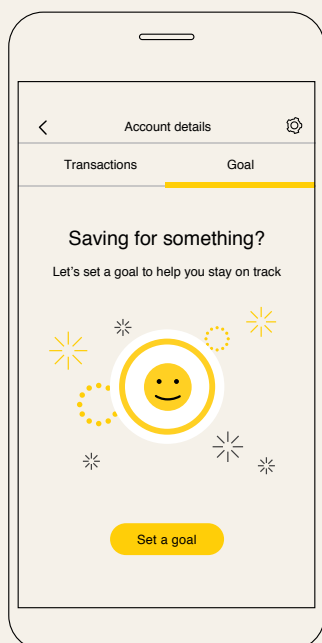 Account details
Transactions
Goal
Saving for something?
Let’s set a goal to help you stay on track
Set a goal